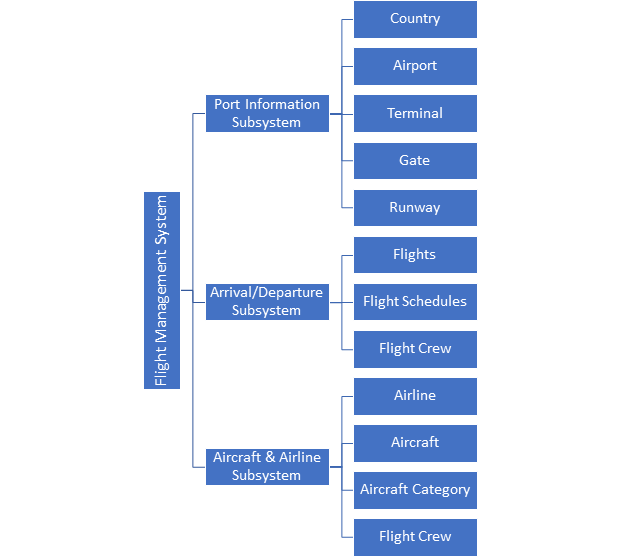 Flight Management System
Port Information
Subsystem
Country
Airport
Terminal
Gate
Runway
Arrival/Departure
Subsystem
Flights
Flight Schedules
Flight Crew
Aircraft & Airline
Subsystem
Airline
Aircraft
Aircraft Category
Flight Crew